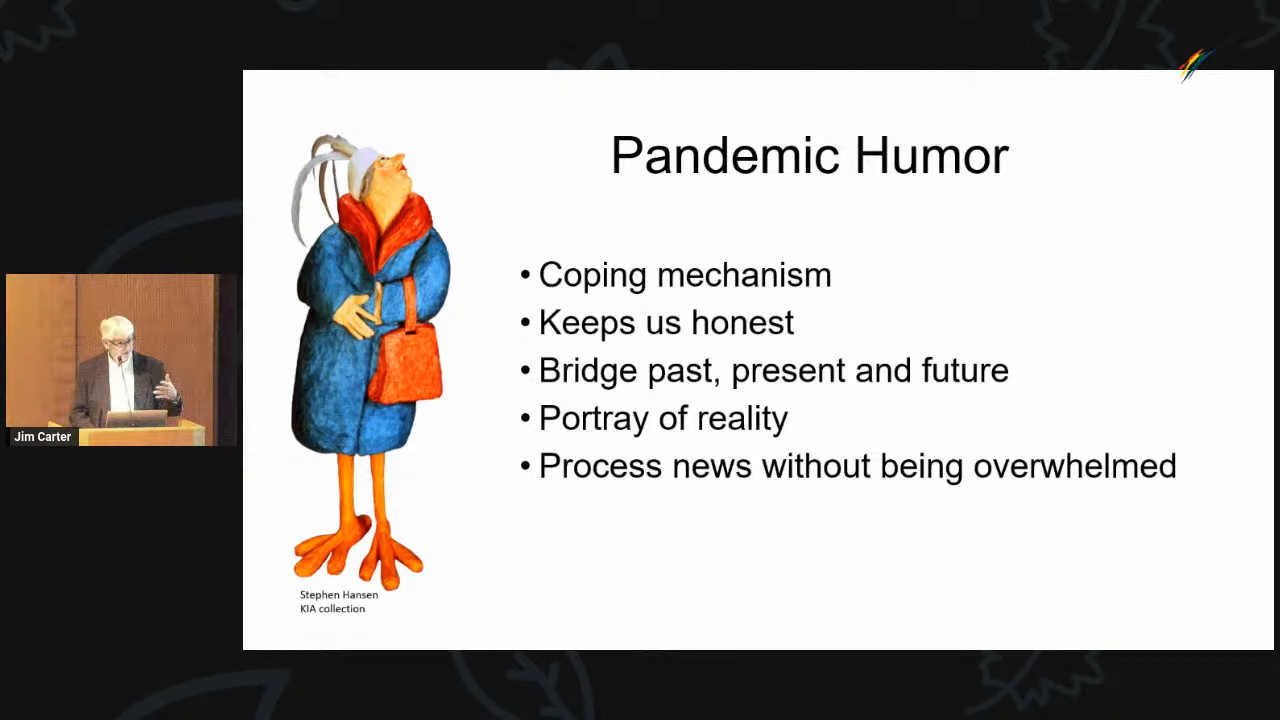 Pandemic Humor
• Coping mechanism
• Keeps us honest
• Bridge past, present and future
• Portray of reality
• Process news without being overwhelmed
Stephen Hansen
KIA collection
Jim Carter